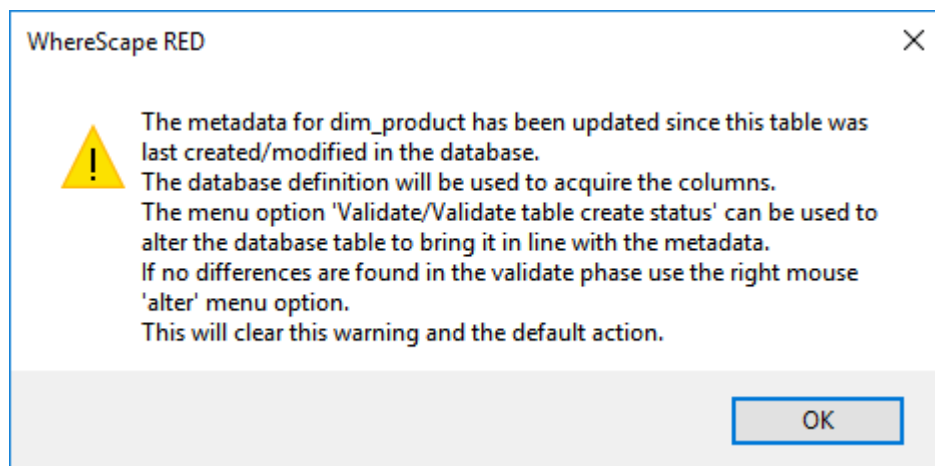 WhereScape RED
The metadata for dim_product has been updated since this table was
last created/modified in the database.
The database definition will be used to acquire the columns.
The menu option 'Validate/Validate table create status' can be used to
alter the database table to bring it in line with the metadata.
If no differences are found in the validate phase use the right mouse
'alter' menu option.
This will clear this warning and the default action.
OK